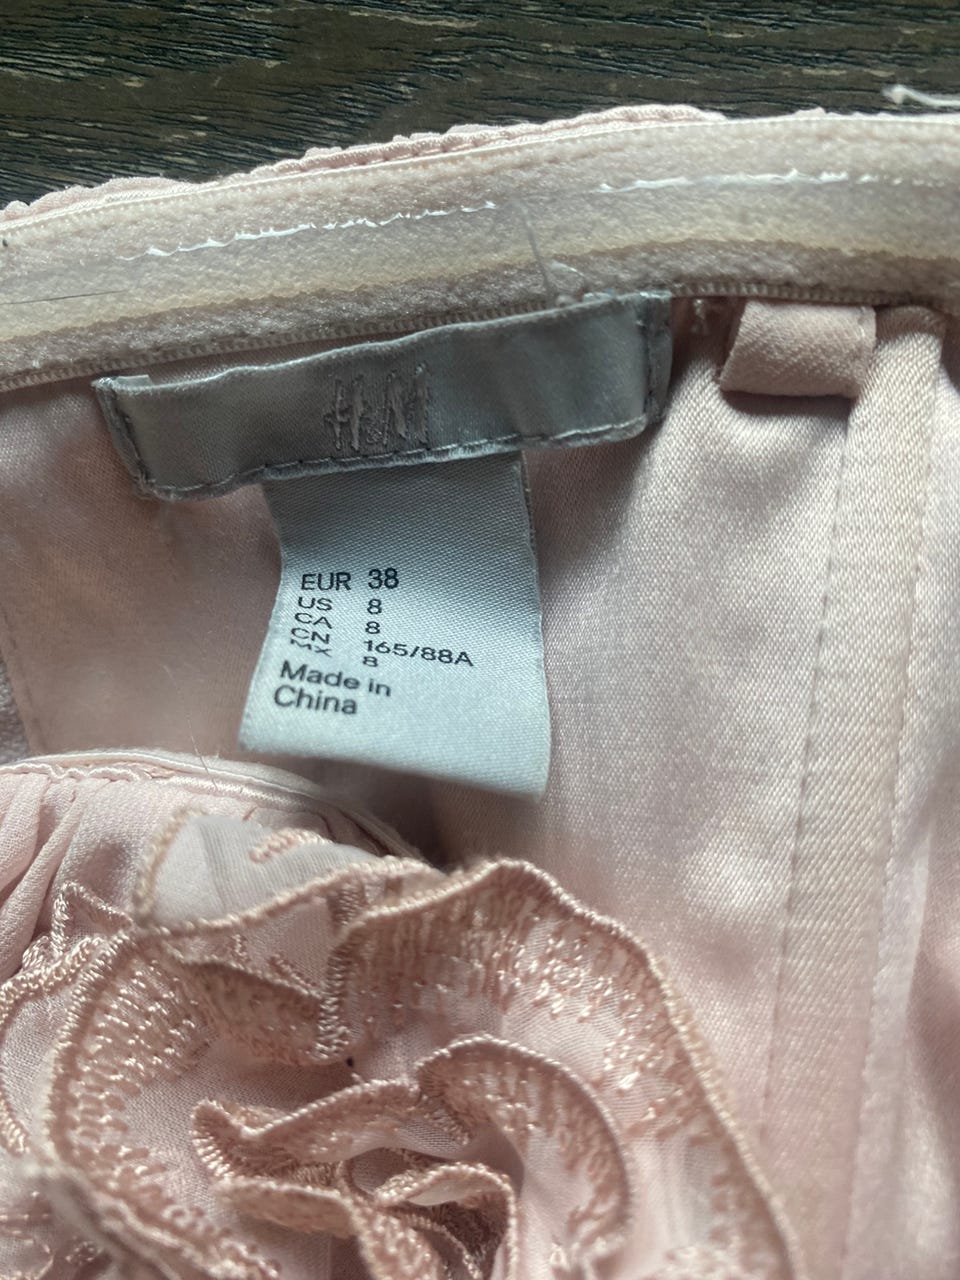 H&M
EUR 38
US 8
CA 8
CN 165/88A
MX 8
Made in
China